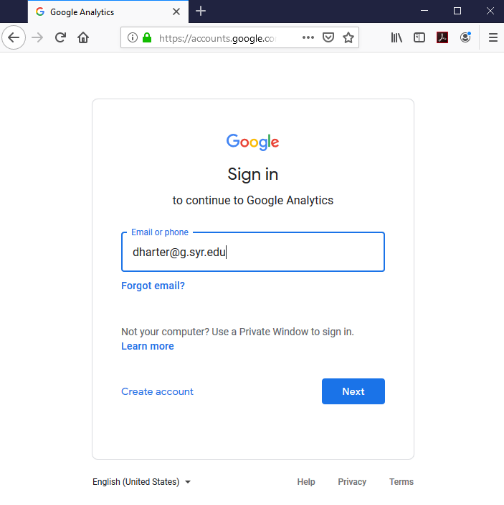 Google Analytics
https://accounts.google.co
Google
Sign in
to continue to Google Analytics
Email or phone
dharter@g.syr.edu
Forgot email?
Not your computer? Use a Private Window to sign in.
Learn more
Create account
Next
English (United States)
Help
Privacy
Terms